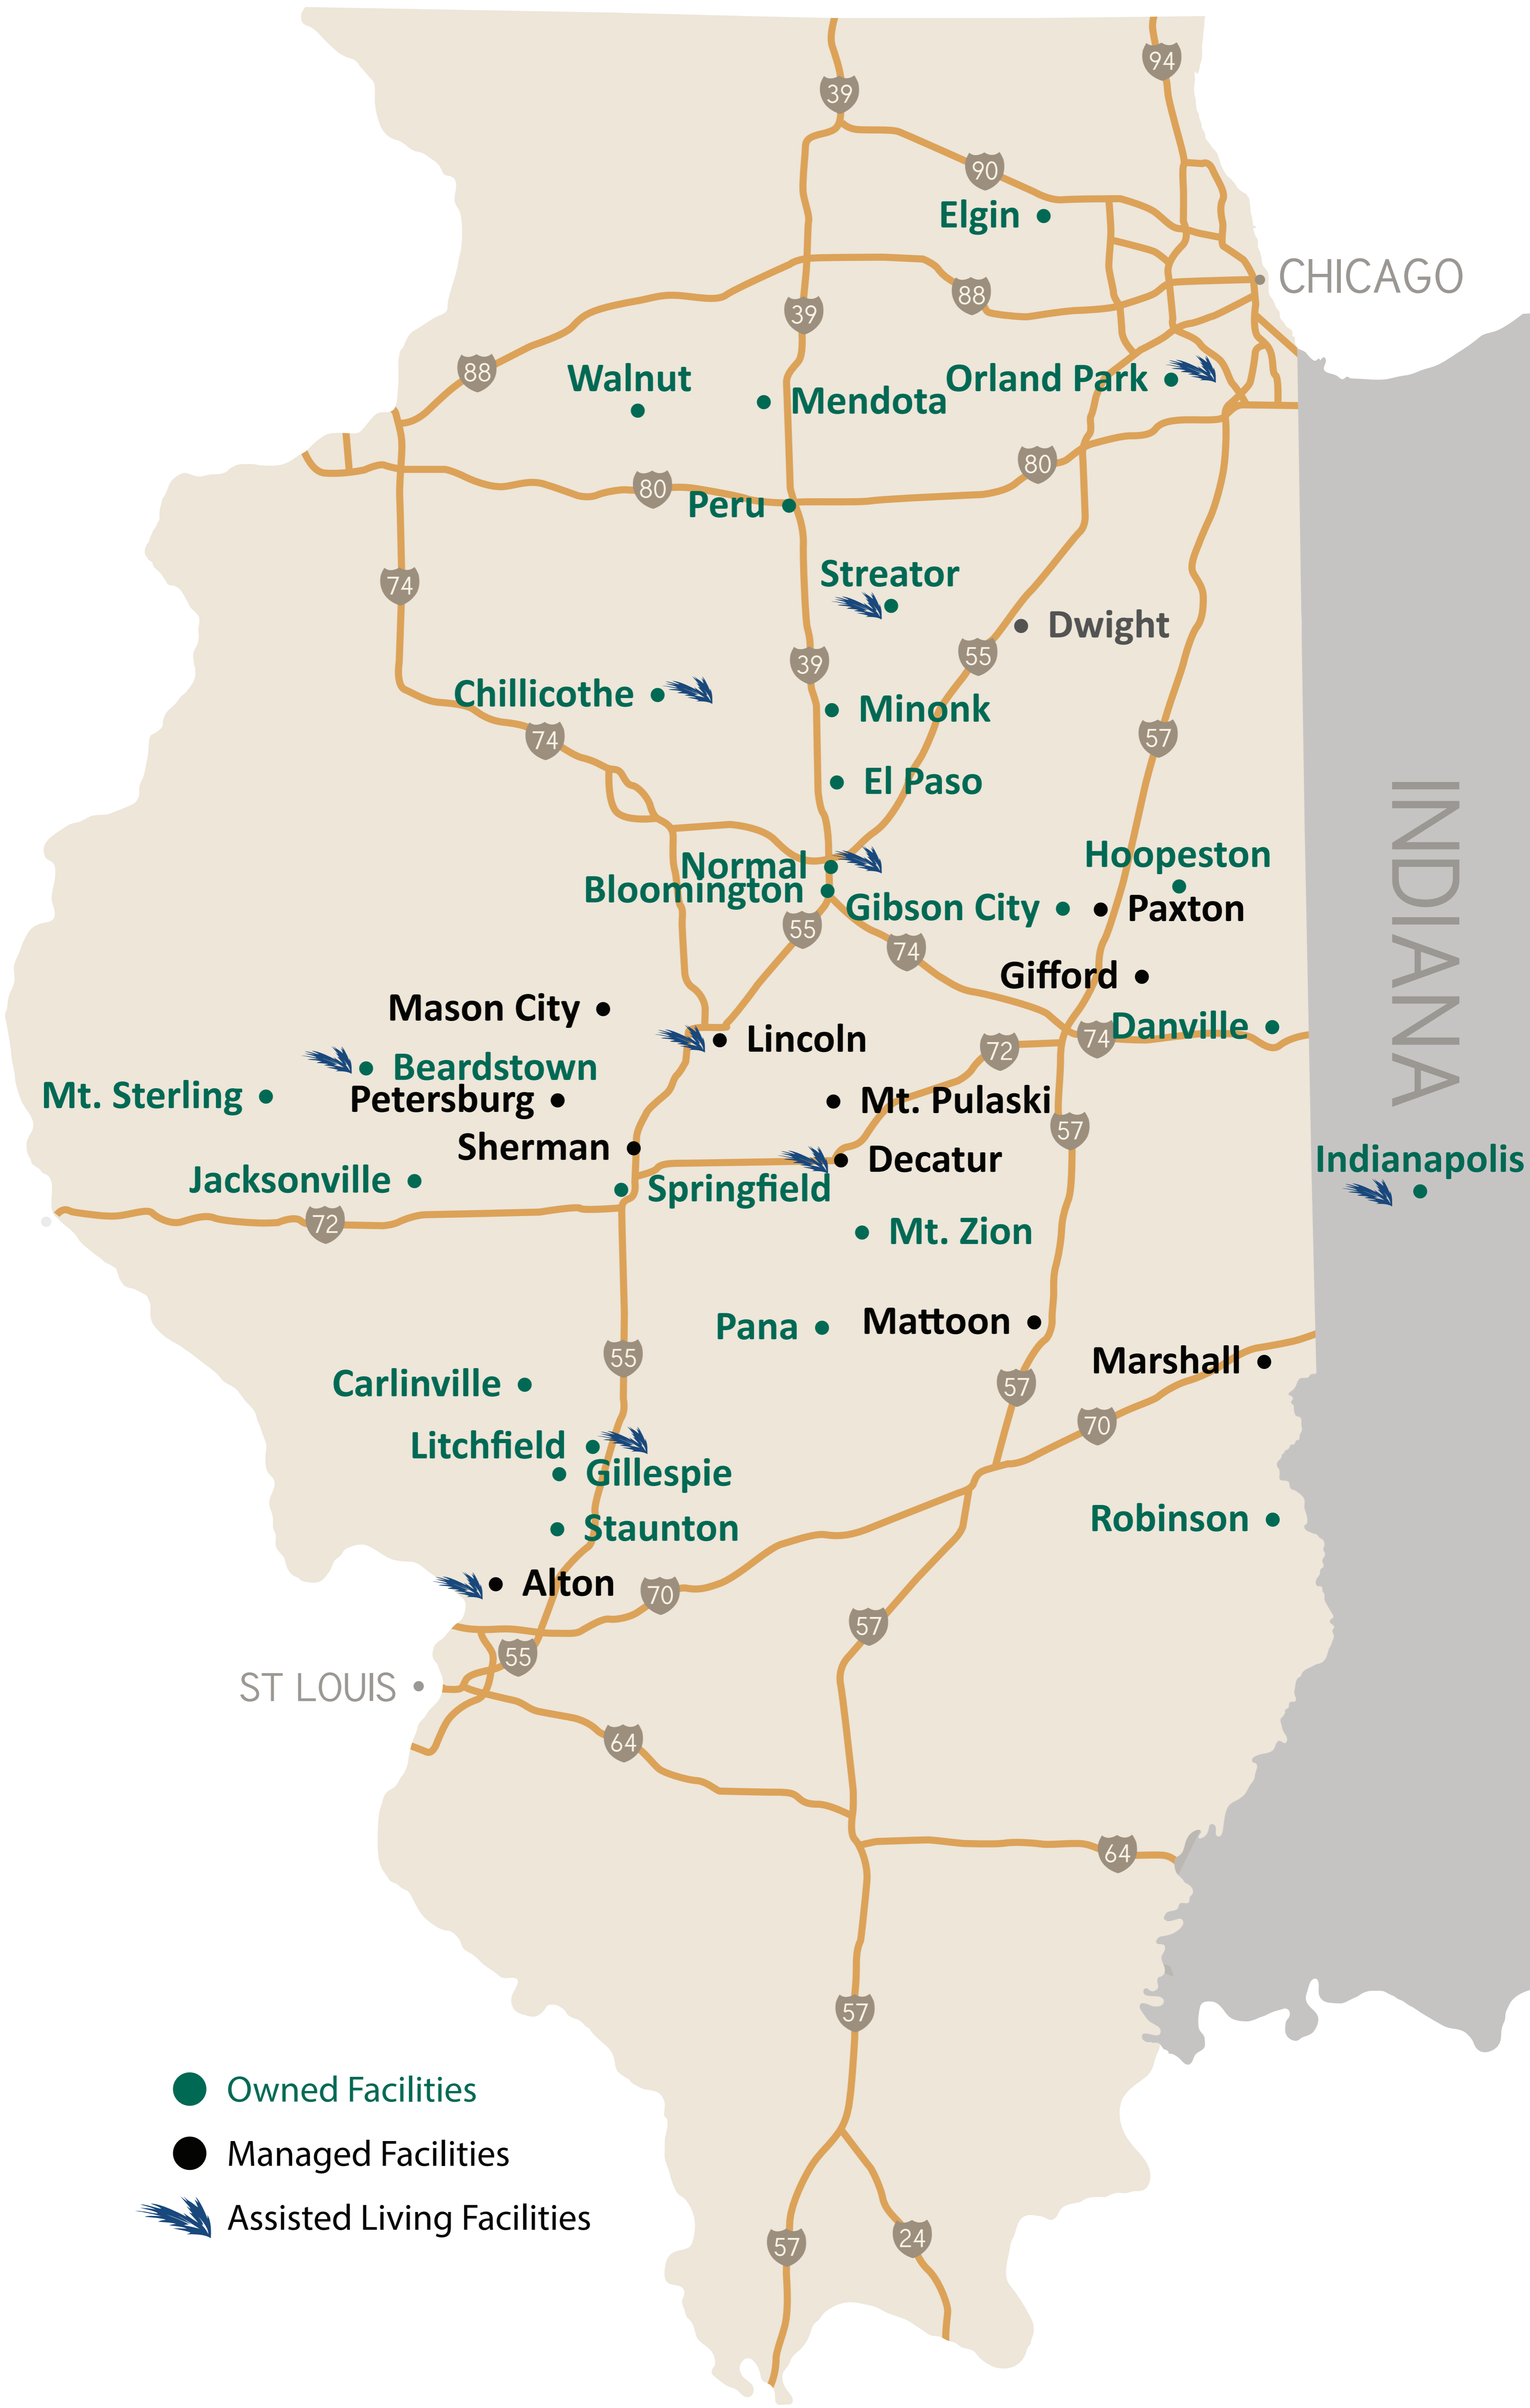 94
39
90
Elgin
CHICAGO
88
39
88
Walnut
Orland Park
Mendota
80
80
Peru
Streator
74
Dwight
55
39
Chillicothe
Minonk
74
57
El Paso
INDIANA
Hoopeston
Normal
Bloomington
Gibson City
Paxton
55
74
Gifford
Mason City
Danville
Lincoln
74
72
Beardstown
Mt. Sterling
Petersburg
Mt. Pulaski
57
Sherman
Decatur
Indianapolis
Jacksonville
Springfield
72
Mt. Zion
Pana
Mattoon
55
Marshall
Carlinville
57
70
Litchfield
Gillespie
Robinson
Staunton
Alton
70
57
55
ST LOUIS
64
64
57
Owned Facilities
Managed Facilities
Assisted Living Facilities
57
24